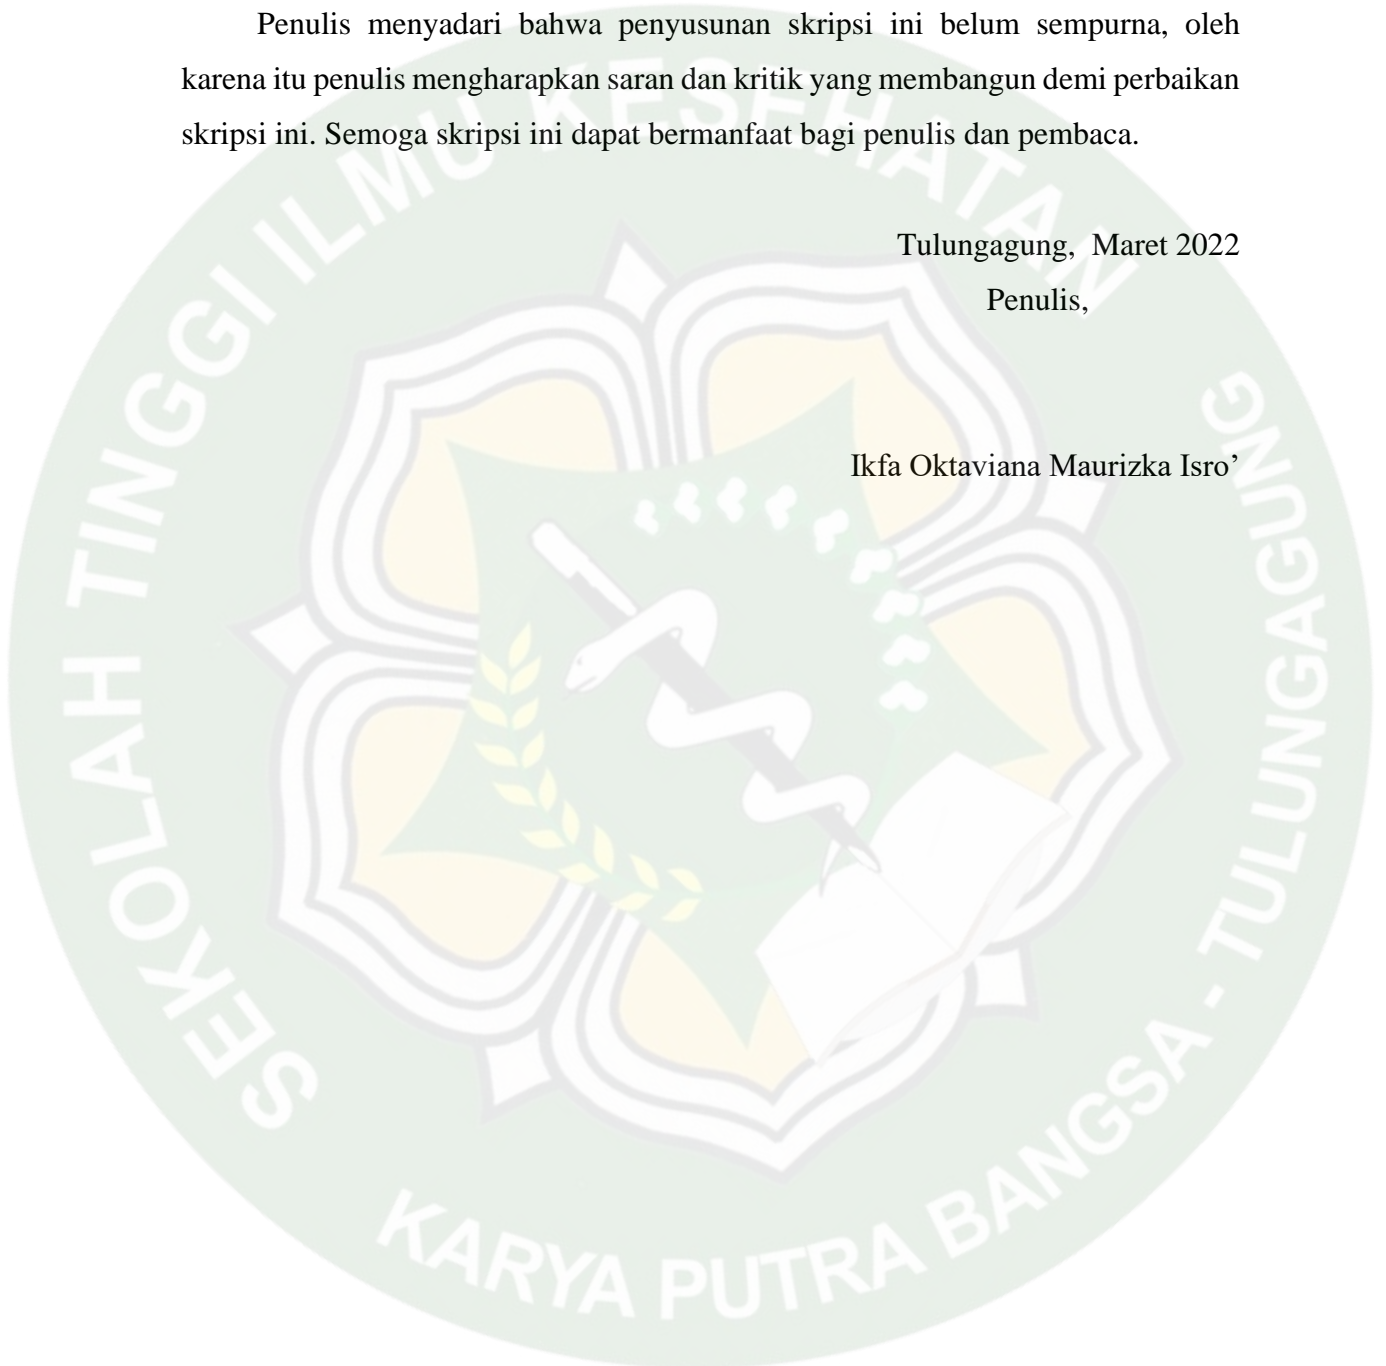 Penulis menyadari bahwa penyusunan skripsi ini belum sempurna, oleh
karena itu penulis mengharapkan saran dan kritik yang membangun demi perbaikan
skripsi ini. Semoga skripsi ini dapat bermanfaat bagi penulis dan pembaca.
Tulungagung,  Maret 2022
Penulis,
Ikfa Oktaviana Maurizka Isro’
SEKOLAH TINGGI ILMU KESEHATAN
KARYA PUTRA BANGSA - TULUNGAGUNG